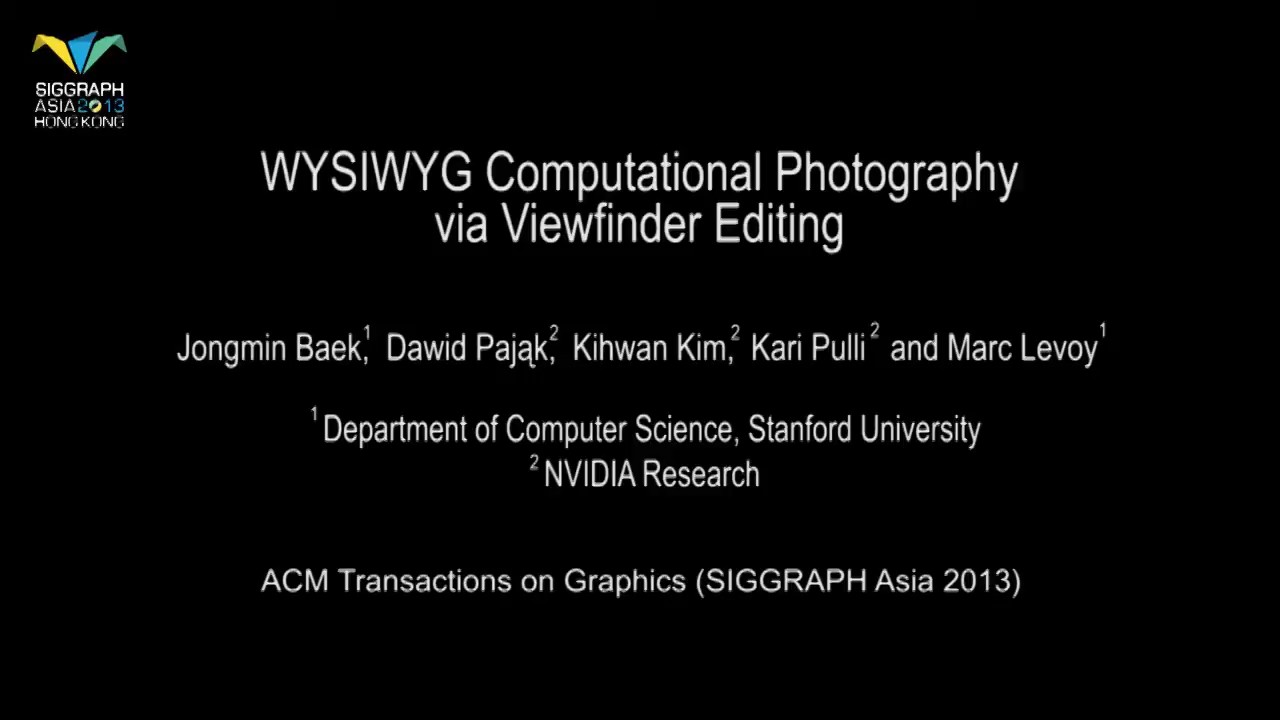 SIGGRAPH
ASIA 2013
HONG KONG
WYSIWYG Computational Photography
via Viewfinder Editing
Jongmin Baek,¹ Dawid Pająk,² Kihwan Kim,² Kari Pulli² and Marc Levoy¹
¹ Department of Computer Science, Stanford University
² NVIDIA Research
ACM Transactions on Graphics (SIGGRAPH Asia 2013)